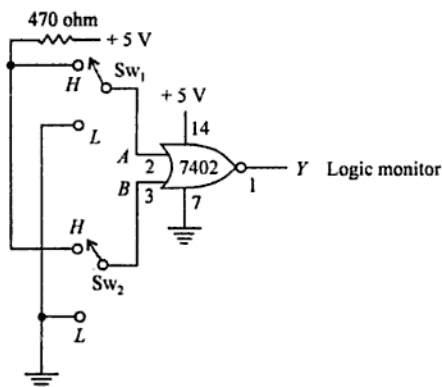 470 ohm
+ 5 V
H
Sw1
L
+ 5 V
14
A
2
7402
B
3
7
1
Y Logic monitor
H
Sw2
L